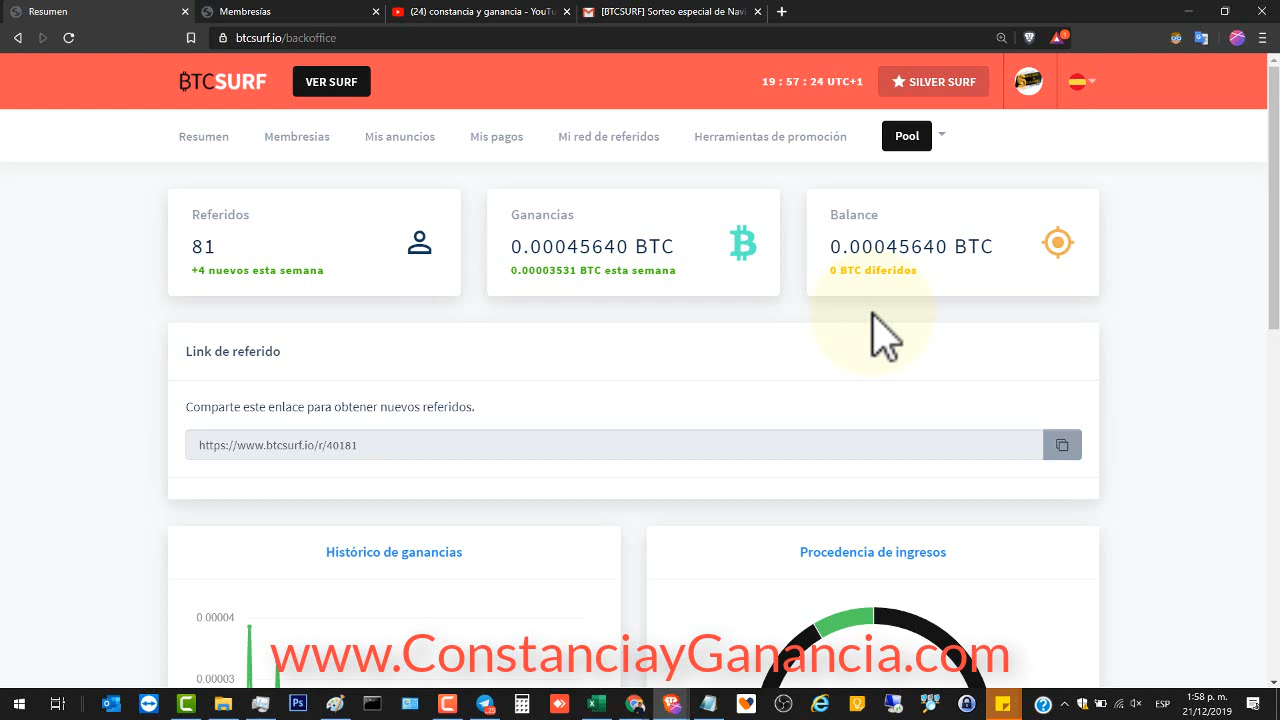 Resumen
Membresías
(24) constancia y ganancia - YouTu
[BTCSURF] Sorteo especial de Navi
btcsurf.io/backoffice
BTCSURF
VER SURF
19 : 57 : 24 UTC+1
SILVER SURF
Resumen
Membresias
Mis anuncios
Mis pagos
Mi red de referidos
Herramientas de promoción
Pool
Referidos
81
+4 nuevos esta semana
Ganancias
0.00045640 BTC
0.00003531 BTC esta semana
Balance
0.00045640 BTC
0 BTC diferidos
Link de referido
Comparte este enlace para obtener nuevos referidos.
https://www.btcsurf.io/r/40181
Histórico de ganancias
0.00004
0.00003
Procedencia de ingresos
www.ConstanciayGanancia.com
ESP
1:58 p. m.
21/12/2019